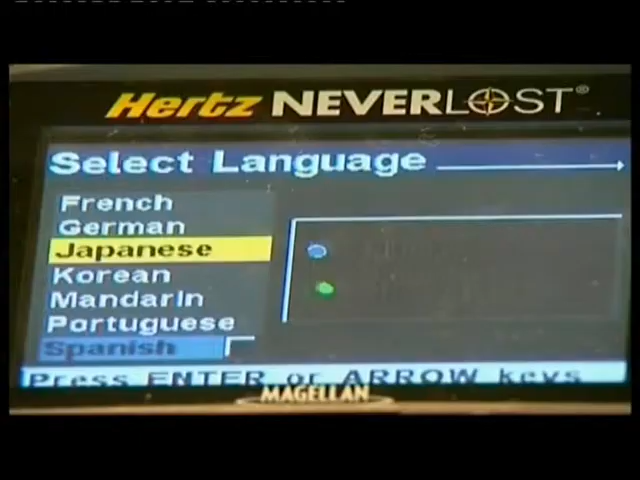 Hertz NEVERLOST®
Select Language
French
German
Japanese
Korean
Mandarin
Portuguese
Spanish
Press ENTER or ARROW keys
MAGELLAN